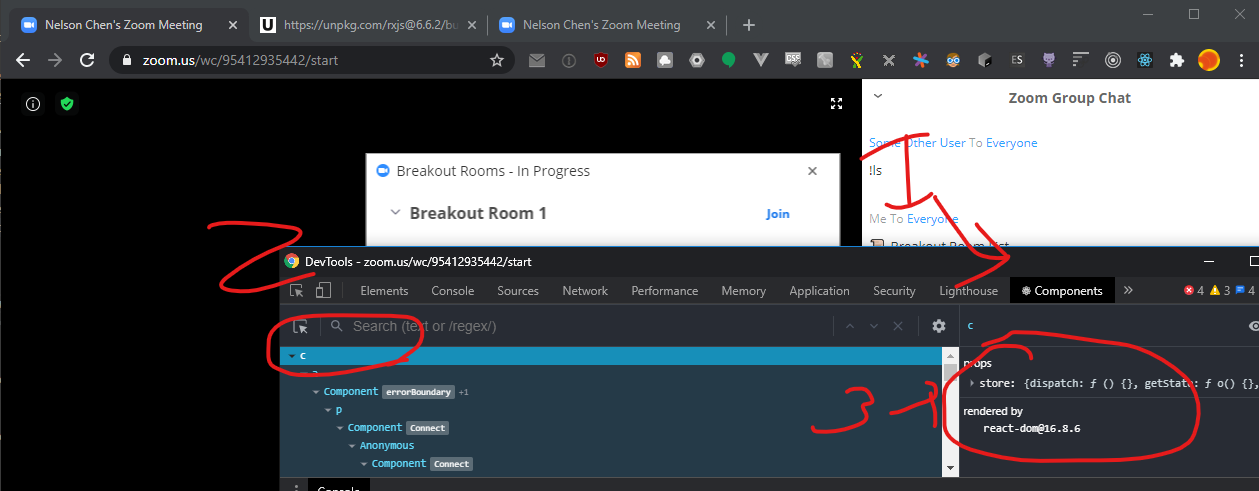 Nelson Chen's Zoom Meeting
https://unpkg.com/rxjs@6.6.2/bu
Nelson Chen's Zoom Meeting
zoom.us/wc/95412935442/start
Zoom Group Chat
Some Other User To Everyone
!ls
Me To Everyone
Breakout Room List
Breakout Rooms - In Progress
Breakout Room 1
Join
1
2
DevTools - zoom.us/wc/95412935442/start
Elements Console Sources Network Performance Memory Application Security Lighthouse Components » 4 3 4
Search (text or /regex/)
c
c
Component errorBoundary +1
p
Component Connect
Anonymous
Component Connect
3
props
store: {dispatch: ƒ () {}, getState: ƒ o() {},
rendered by
react-dom@16.8.6
Console